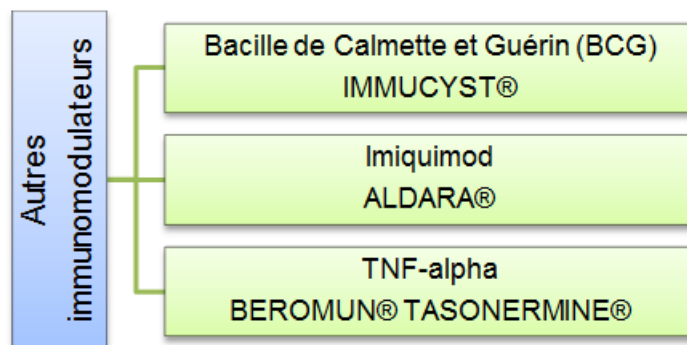 Autres
immunomodulateurs
Bacille de Calmette et Guérin (BCG)
IMMUCYST®
Imiquimod
ALDARA®
TNF-alpha
BEROMUN® TASONERMINE®